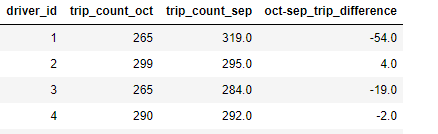 driver_id trip_count_oct trip_count_sep oct-sep_trip_difference
1 265 319.0 -54.0
2 299 295.0 4.0
3 265 284.0 -19.0
4 290 292.0 -2.0